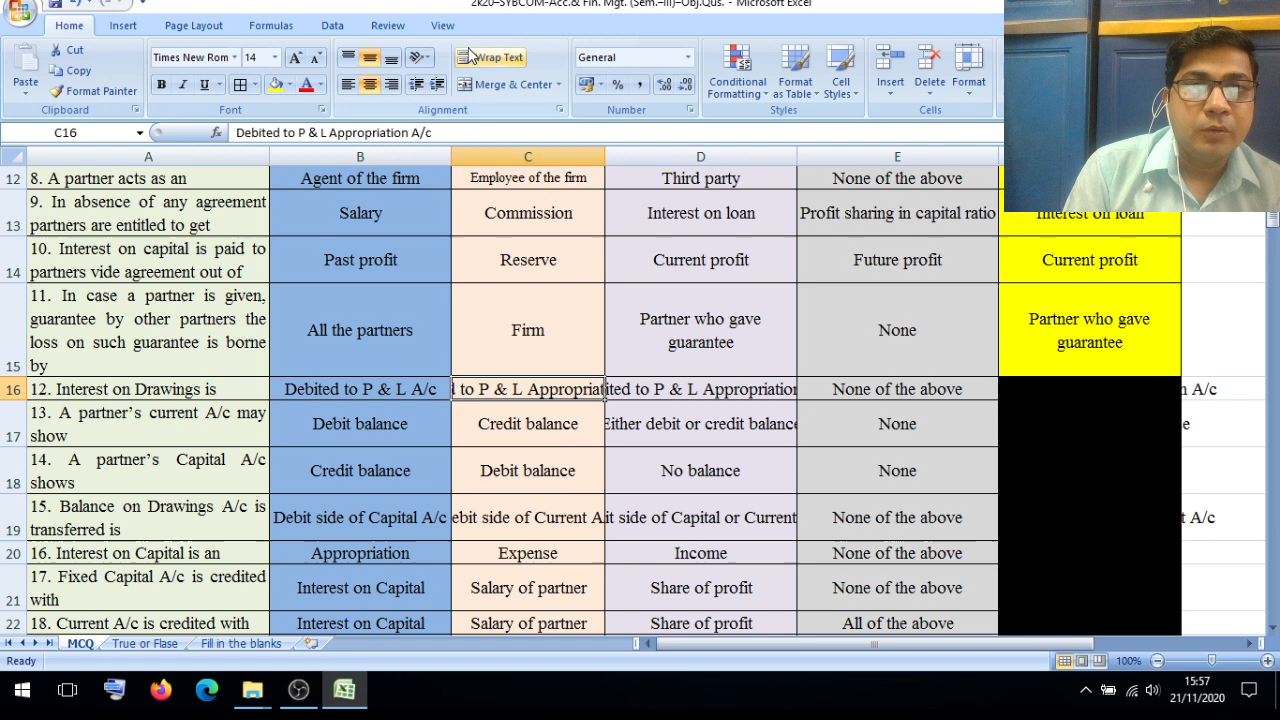 2k20-SYBCOM-Acc.& Fin. Mgt. (Sem.-III)-Obj.Qus. - Microsoft Excel
Home Insert Page Layout Formulas Data Review View
Cut
Copy
Format Painter
Paste
Clipboard
Times New Rom 14
B I U
Font
Wrap Text
Merge & Center
Alignment
General
% ,
Number
Conditional Formatting
Format as Table
Cell Styles
Styles
Insert Delete Format
Cells
C16 fx Debited to P & L Appropriation A/c
A B C D E
12 8. A partner acts as an Agent of the firm Employee of the firm Third party None of the above
13 9. In absence of any agreement partners are entitled to get Salary Commission Interest on loan Profit sharing in capital ratio Interest on loan
14 10. Interest on capital is paid to partners vide agreement out of Past profit Reserve Current profit Future profit Current profit
15 11. In case a partner is given, guarantee by other partners the loss on such guarantee is borne by All the partners Firm Partner who gave guarantee None Partner who gave guarantee
16 12. Interest on Drawings is Debited to P & L A/c to P & L to P & L Appropriation None of the above A/c
17 13. A partner's current A/c may show Debit balance Credit balance Either debit or credit balance None
18 14. A partner's Capital A/c shows Credit balance Debit balance No balance None
19 15. Balance on Drawings A/c is transferred is Debit side of Capital A/c side of Current side of Capital or Current None of the above A/c
20 16. Interest on Capital is an Appropriation Expense Income None of the above
21 17. Fixed Capital A/c is credited with Interest on Capital Salary of partner Share of profit None of the above
22 18. Current A/c is credited with Interest on Capital Salary of partner Share of profit All of the above
MCQ True or Flase Fill in the blanks
Ready 100%
15:57
21/11/2020